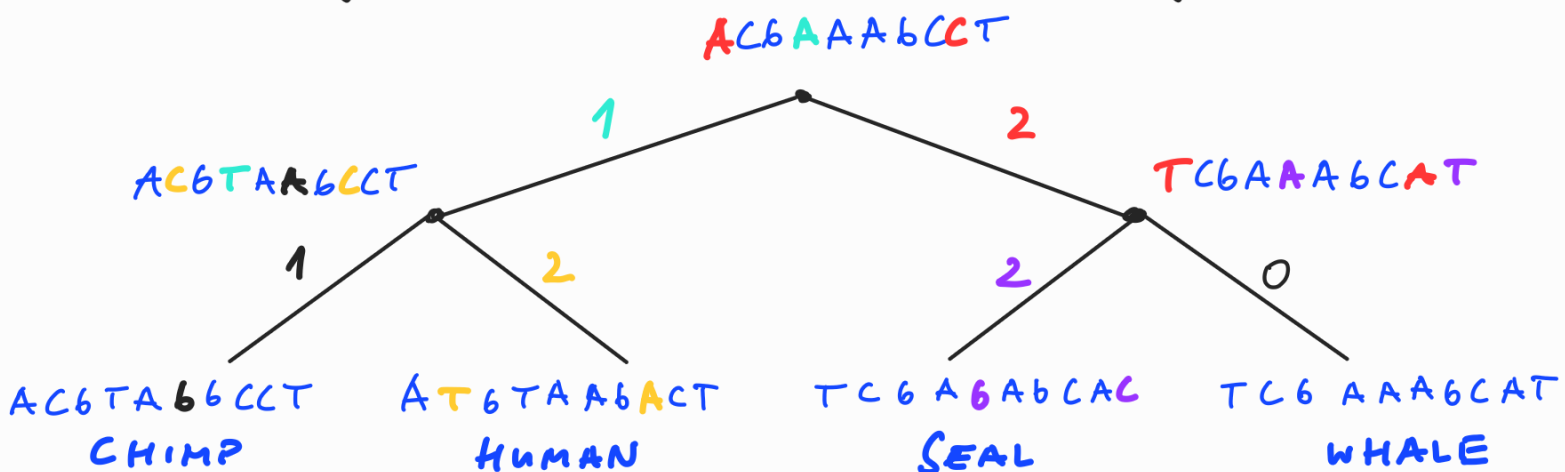 ACGAAAGCCT
1 2
ACGTAAGCCT TCGAAAGCAT
1 2 2 0
ACGTAGGCCT ATGTAAGACT TCGAGAGCAC TCGAAAGCAT
CHIMP HUMAN SEAL WHALE